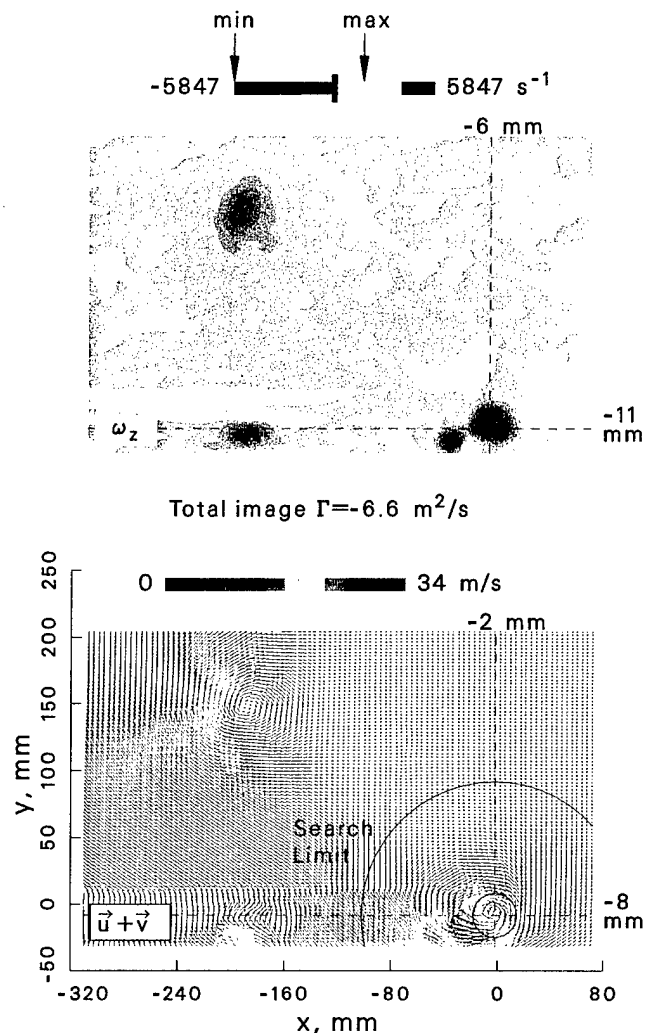 min max
-5847 5847 s⁻¹
-6 mm
ω_z
-11 mm
Total image Γ=-6.6 m²/s
0 34 m/s
-2 mm
250
200
150
100
50
0
-50
y, mm
Search
Limit
-8 mm
u⃗ + v⃗
-320 -240 -160 -80 0 80
x, mm